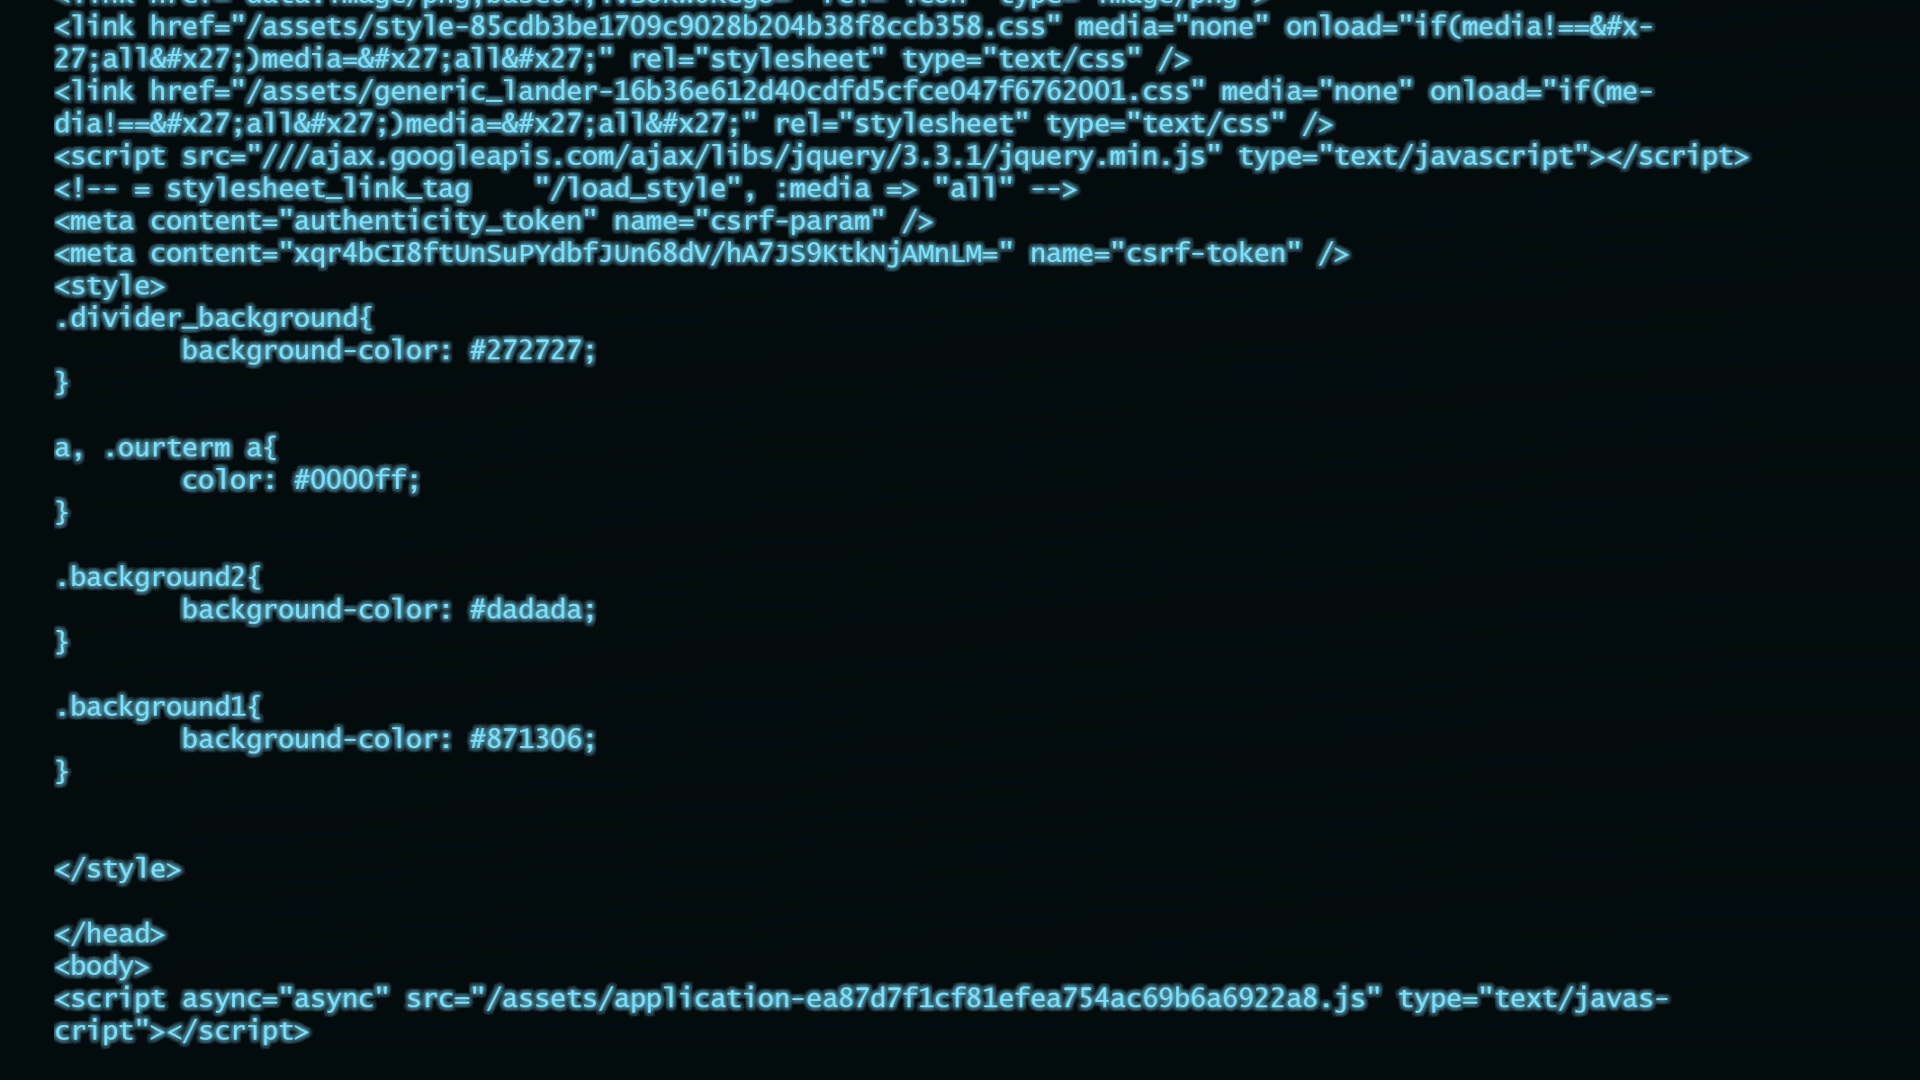 <link href="/assets/style-85cdb3be1709c9028b204b38f8ccb358.css" media="none" onload="if(media!==&#x-
27;all&#x27;)media=&#x27;all&#x27;" rel="stylesheet" type="text/css" />
<link href="/assets/generic_lander-16b36e612d40cdfd5cfce047f6762001.css" media="none" onload="if(me-
dia!==&#x27;all&#x27;)media=&#x27;all&#x27;" rel="stylesheet" type="text/css" />
<script src="///ajax.googleapis.com/ajax/libs/jquery/3.3.1/jquery.min.js" type="text/javascript"></script>
<!-- = stylesheet_link_tag    "/load_style", :media => "all" -->
<meta content="authenticity_token" name="csrf-param" />
<meta content="xqr4bCI8ftUnSuPYdbfJUn68dV/hA7JS9KtkNjAMnLM=" name="csrf-token" />
<style>
.divider_background{
        background-color: #272727;
}
a, .ourterm a{
        color: #0000ff;
}
.background2{
        background-color: #dadada;
}
.background1{
        background-color: #871306;
}
</style>
</head>
<body>
<script async="async" src="/assets/application-ea87d7f1cf81efea754ac69b6a6922a8.js" type="text/javas-
cript"></script>